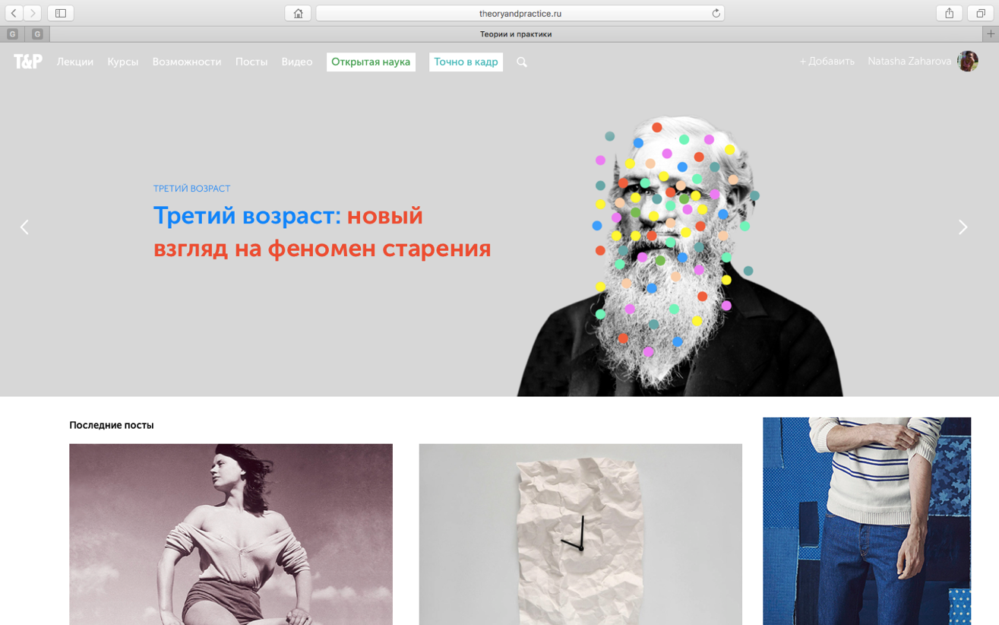 theoryandpractice.ru
G
G
Теории и практики
T&P
Лекции
Курсы
Возможности
Посты
Видео
Открытая наука
Точно в кадр
+ Добавить
Natasha Zaharova
ТРЕТИЙ ВОЗРАСТ
Третий возраст: новый
взгляд на феномен старения
Последние посты